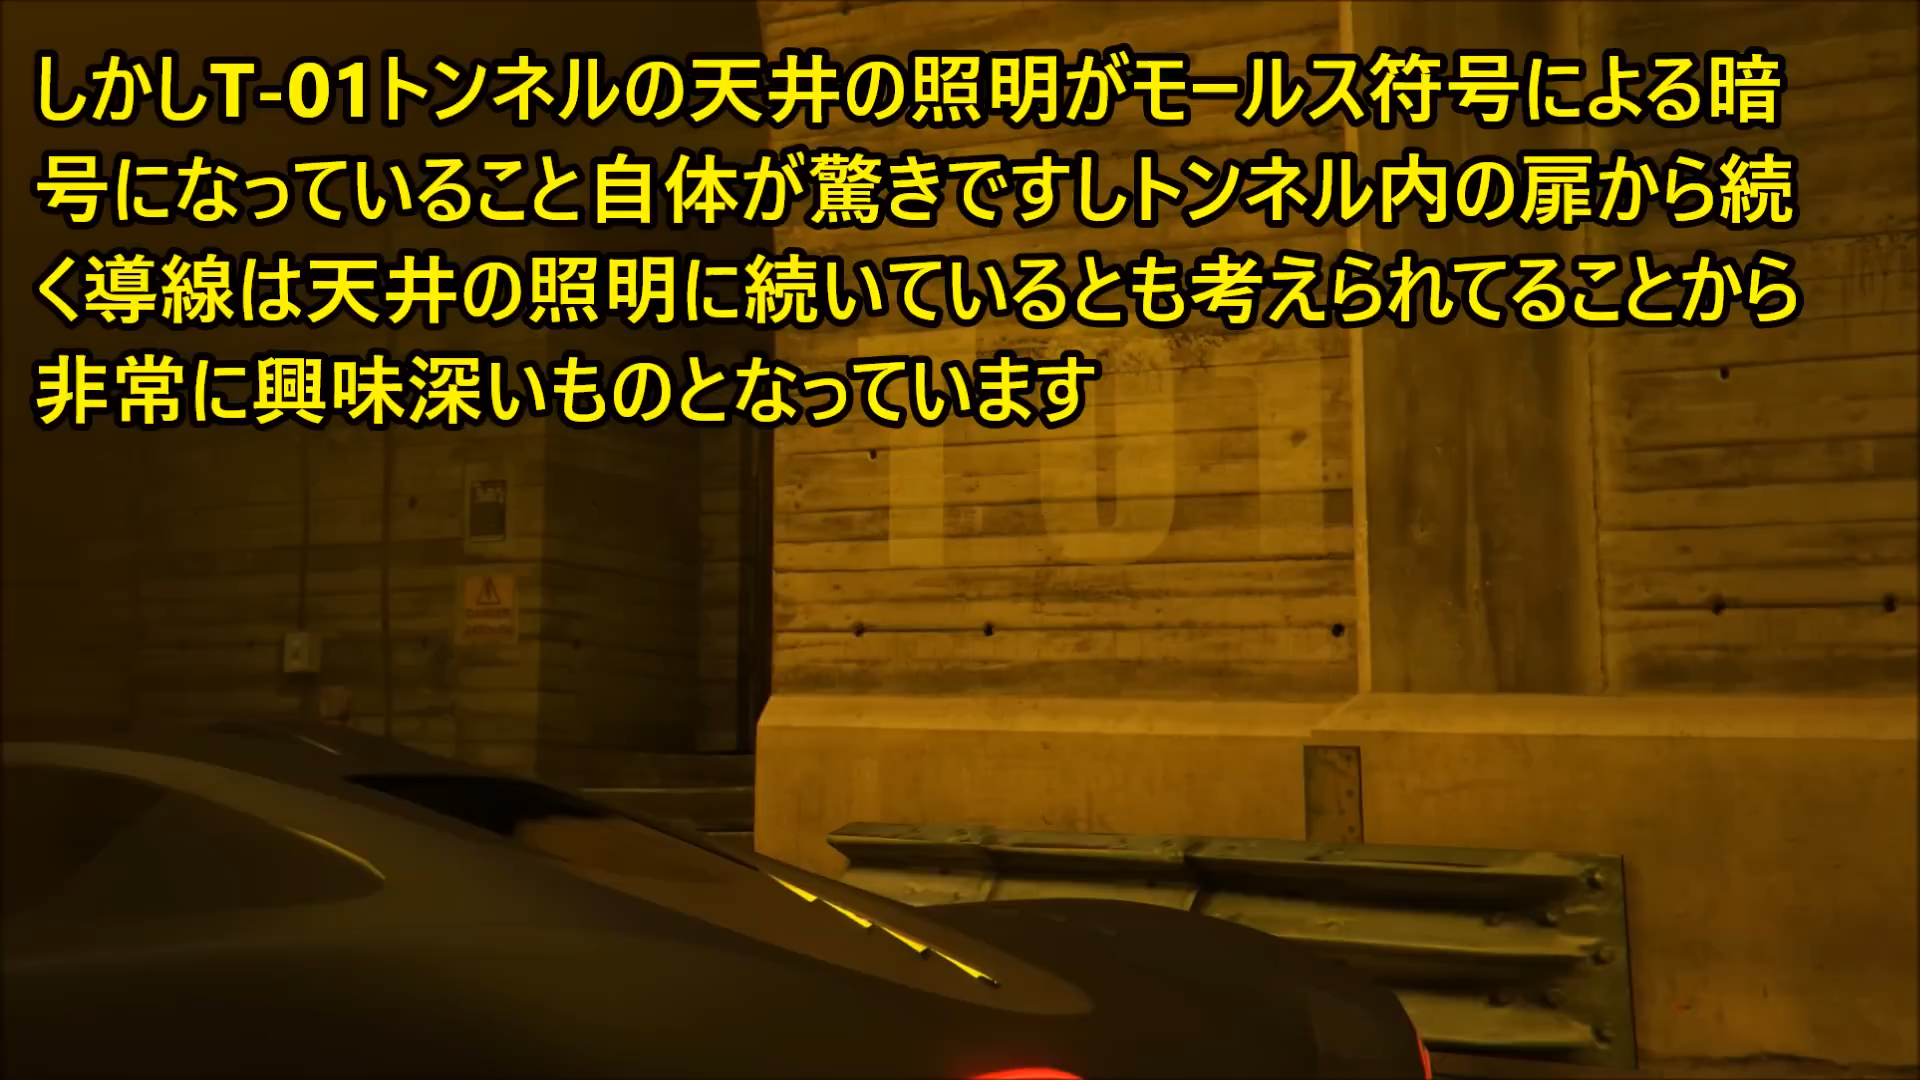 しかしT-01トンネルの天井の照明がモールス符号による暗
号になっていること自体が驚きですしトンネル内の扉から続
く導線は天井の照明に続いているとも考えられてることから
非常に興味深いものとなっています
T01
DANGER